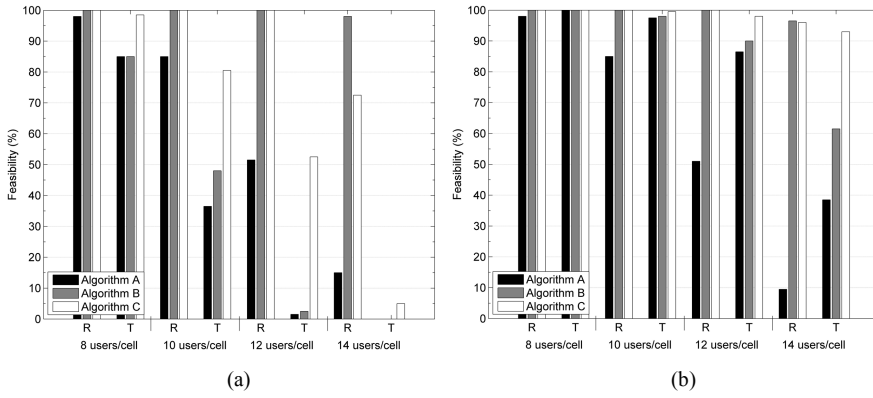 100
90
80
70
60
50
40
30
20
10
0
Feasibility (%)
Algorithm A
Algorithm B
Algorithm C
R T R T R T R T
8 users/cell 10 users/cell 12 users/cell 14 users/cell
(a)
100
90
80
70
60
50
40
30
20
10
0
Feasibility (%)
Algorithm A
Algorithm B
Algorithm C
R T R T R T R T
8 users/cell 10 users/cell 12 users/cell 14 users/cell
(b)